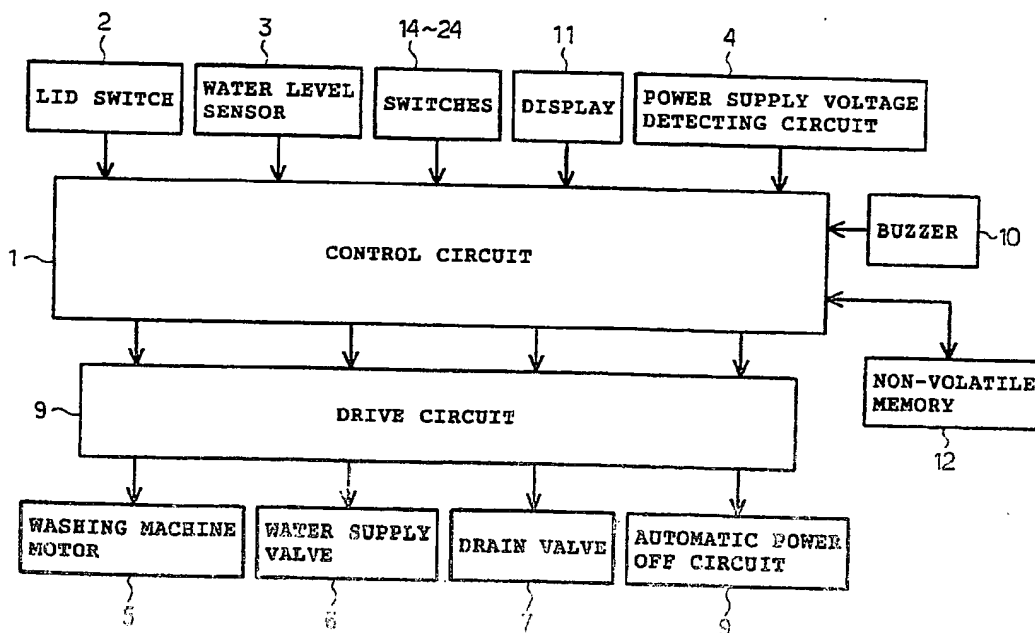 2
3
14~24
11
4
LID SWITCH
WATER LEVEL
SENSOR
SWITCHES
DISPLAY
POWER SUPPLY VOLTAGE
DETECTING CIRCUIT
1
CONTROL CIRCUIT
BUZZER
10
9
DRIVE CIRCUIT
NON-VOLATILE
MEMORY
12
WASHING MACHINE
MOTOR
WATER SUPPLY
VALVE
DRAIN VALVE
AUTOMATIC POWER
OFF CIRCUIT
5
6
7
9